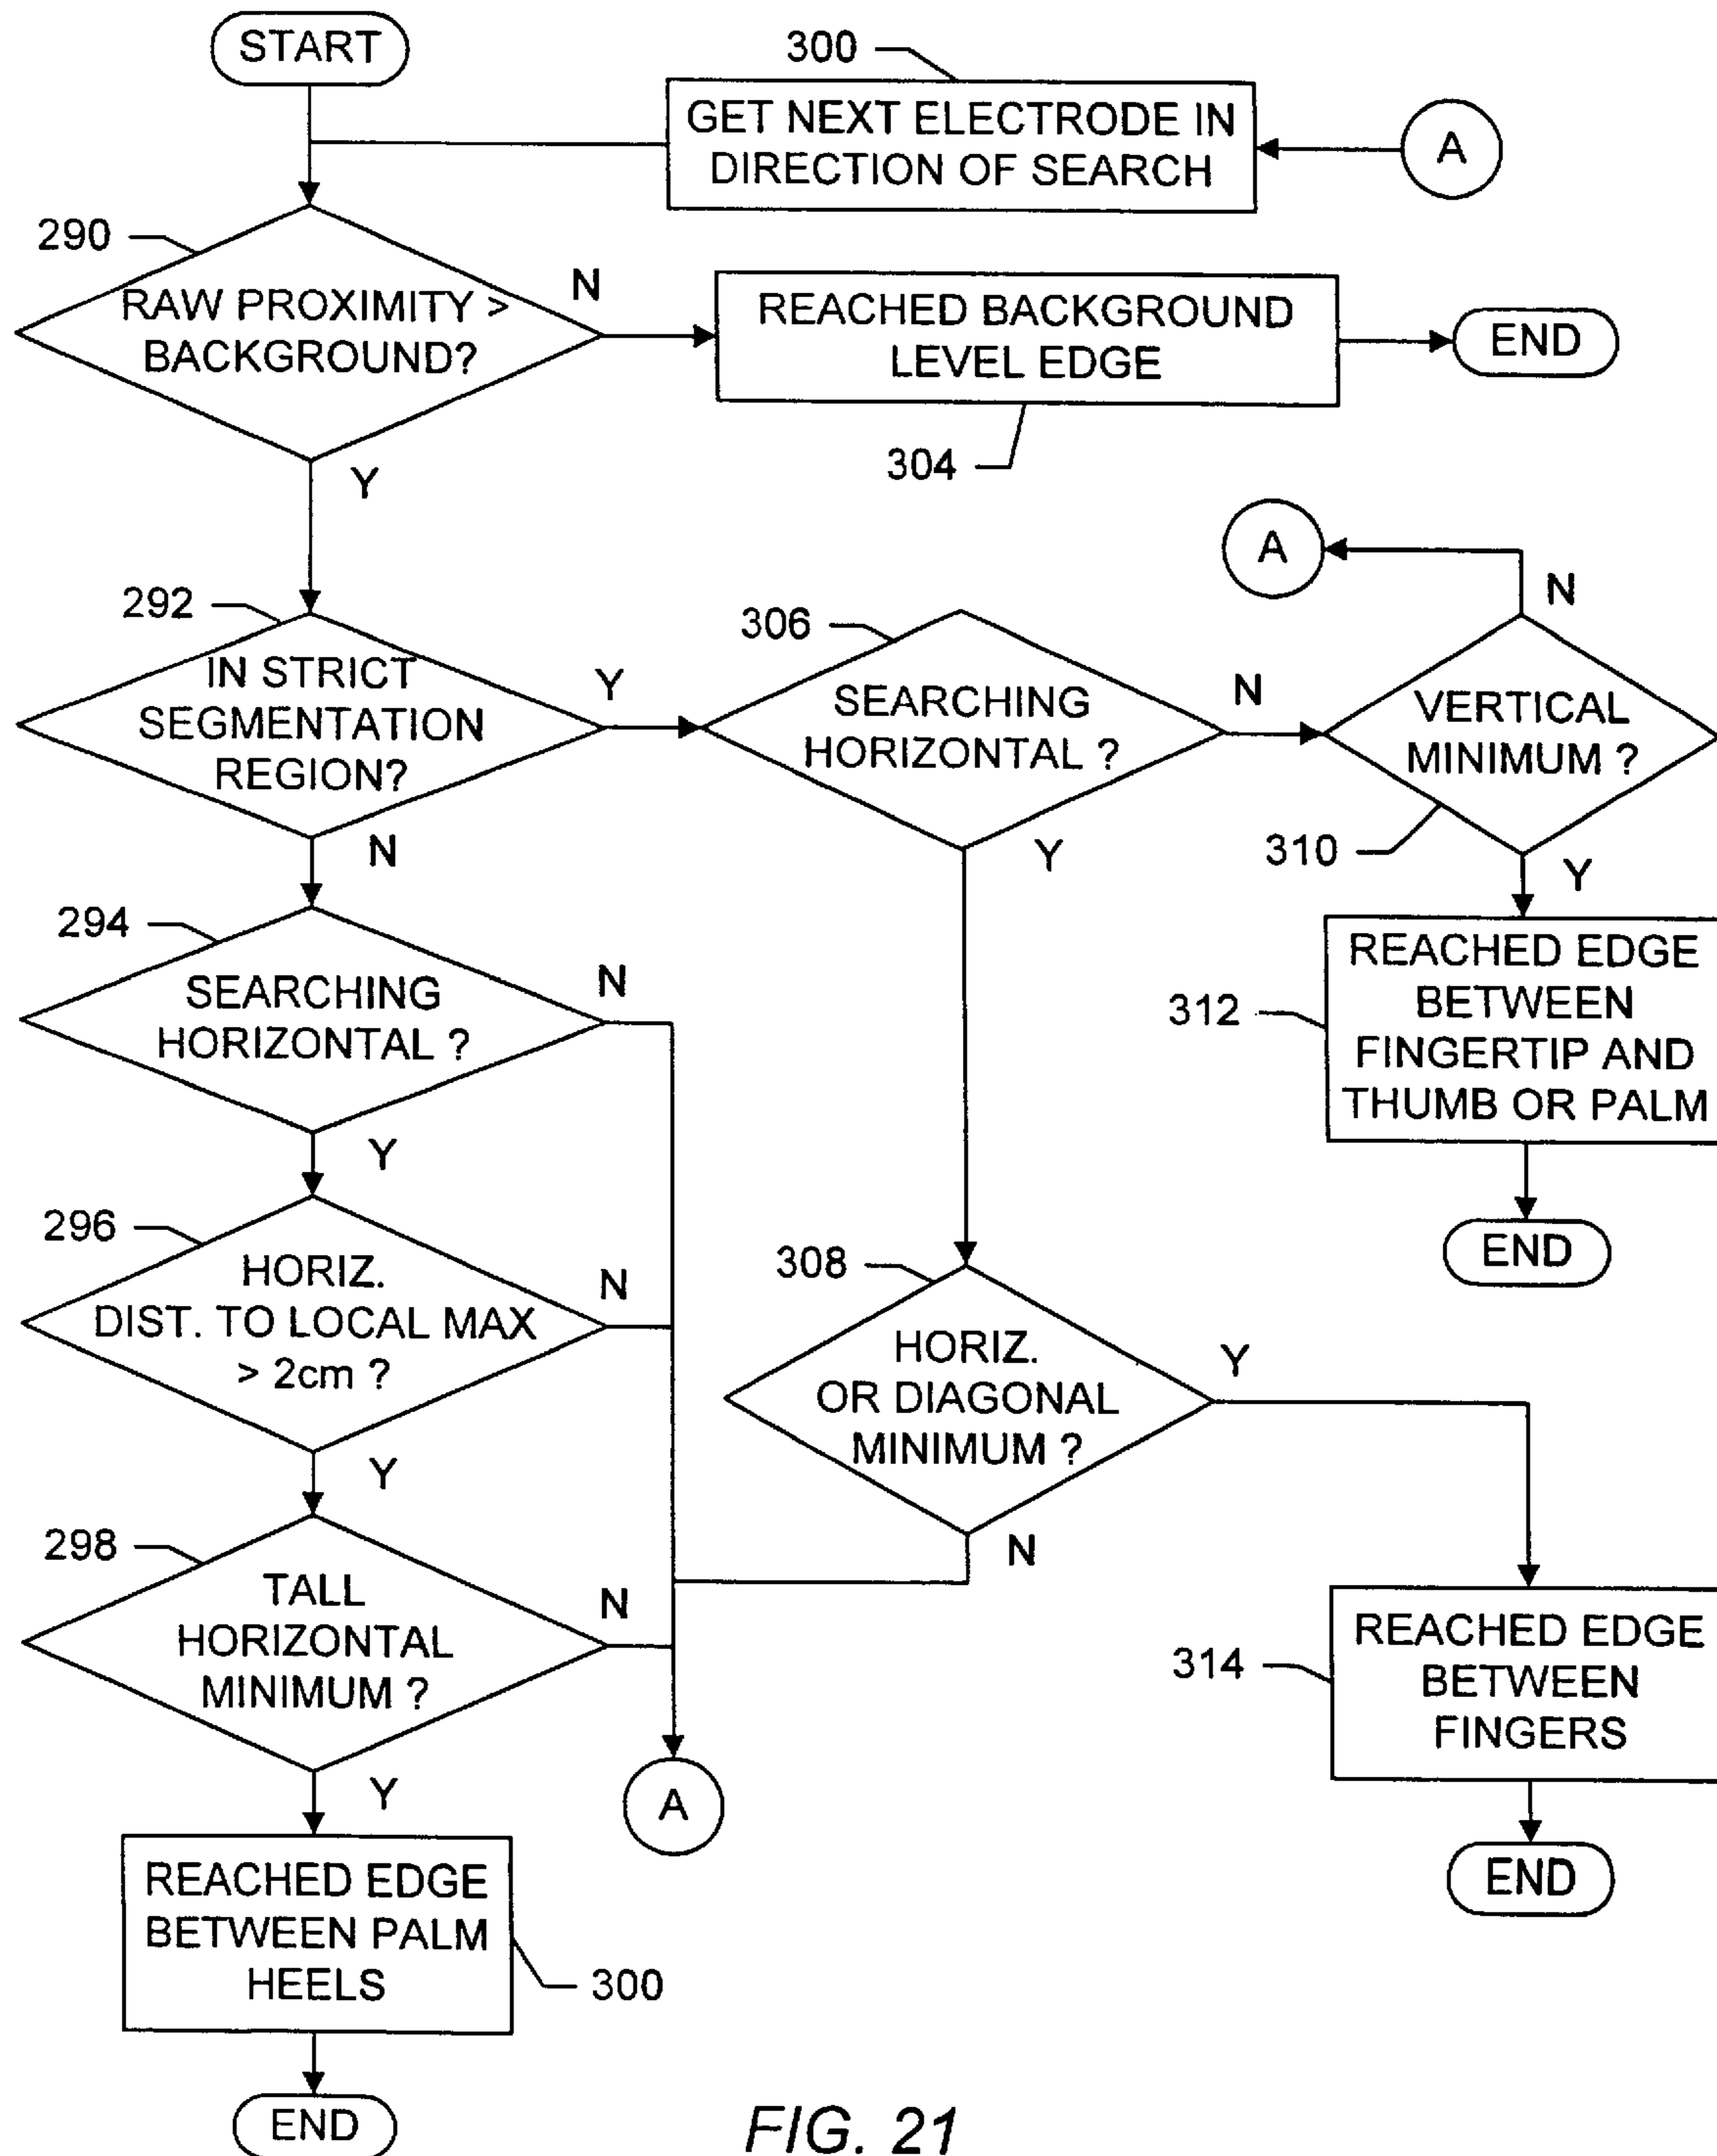 START
300
GET NEXT ELECTRODE IN
DIRECTION OF SEARCH
A
290
RAW PROXIMITY >
BACKGROUND?
N
REACHED BACKGROUND
LEVEL EDGE
END
304
Y
A
N
292
IN STRICT
SEGMENTATION
REGION?
Y
306
SEARCHING
HORIZONTAL ?
N
VERTICAL
MINIMUM ?
310
N
Y
Y
294
SEARCHING
HORIZONTAL ?
N
312
REACHED EDGE
BETWEEN
FINGERTIP AND
THUMB OR PALM
END
Y
296
HORIZ.
DIST. TO LOCAL MAX
> 2cm ?
N
308
HORIZ.
OR DIAGONAL
MINIMUM ?
Y
N
Y
298
TALL
HORIZONTAL
MINIMUM ?
N
314
REACHED EDGE
BETWEEN
FINGERS
END
Y
A
REACHED EDGE
BETWEEN PALM
HEELS
300
END
FIG. 21